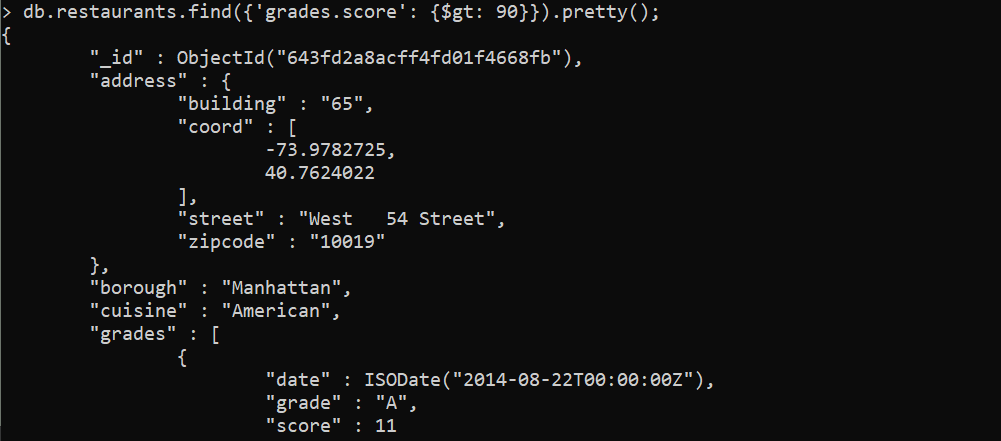 > db.restaurants.find({'grades.score': {$gt: 90}}).pretty();
{
        "_id" : ObjectId("643fd2a8acff4fd01f4668fb"),
        "address" : {
                "building" : "65",
                "coord" : [
                        -73.9782725,
                        40.7624022
                ],
                "street" : "West   54 Street",
                "zipcode" : "10019"
        },
        "borough" : "Manhattan",
        "cuisine" : "American",
        "grades" : [
                {
                        "date" : ISODate("2014-08-22T00:00:00Z"),
                        "grade" : "A",
                        "score" : 11